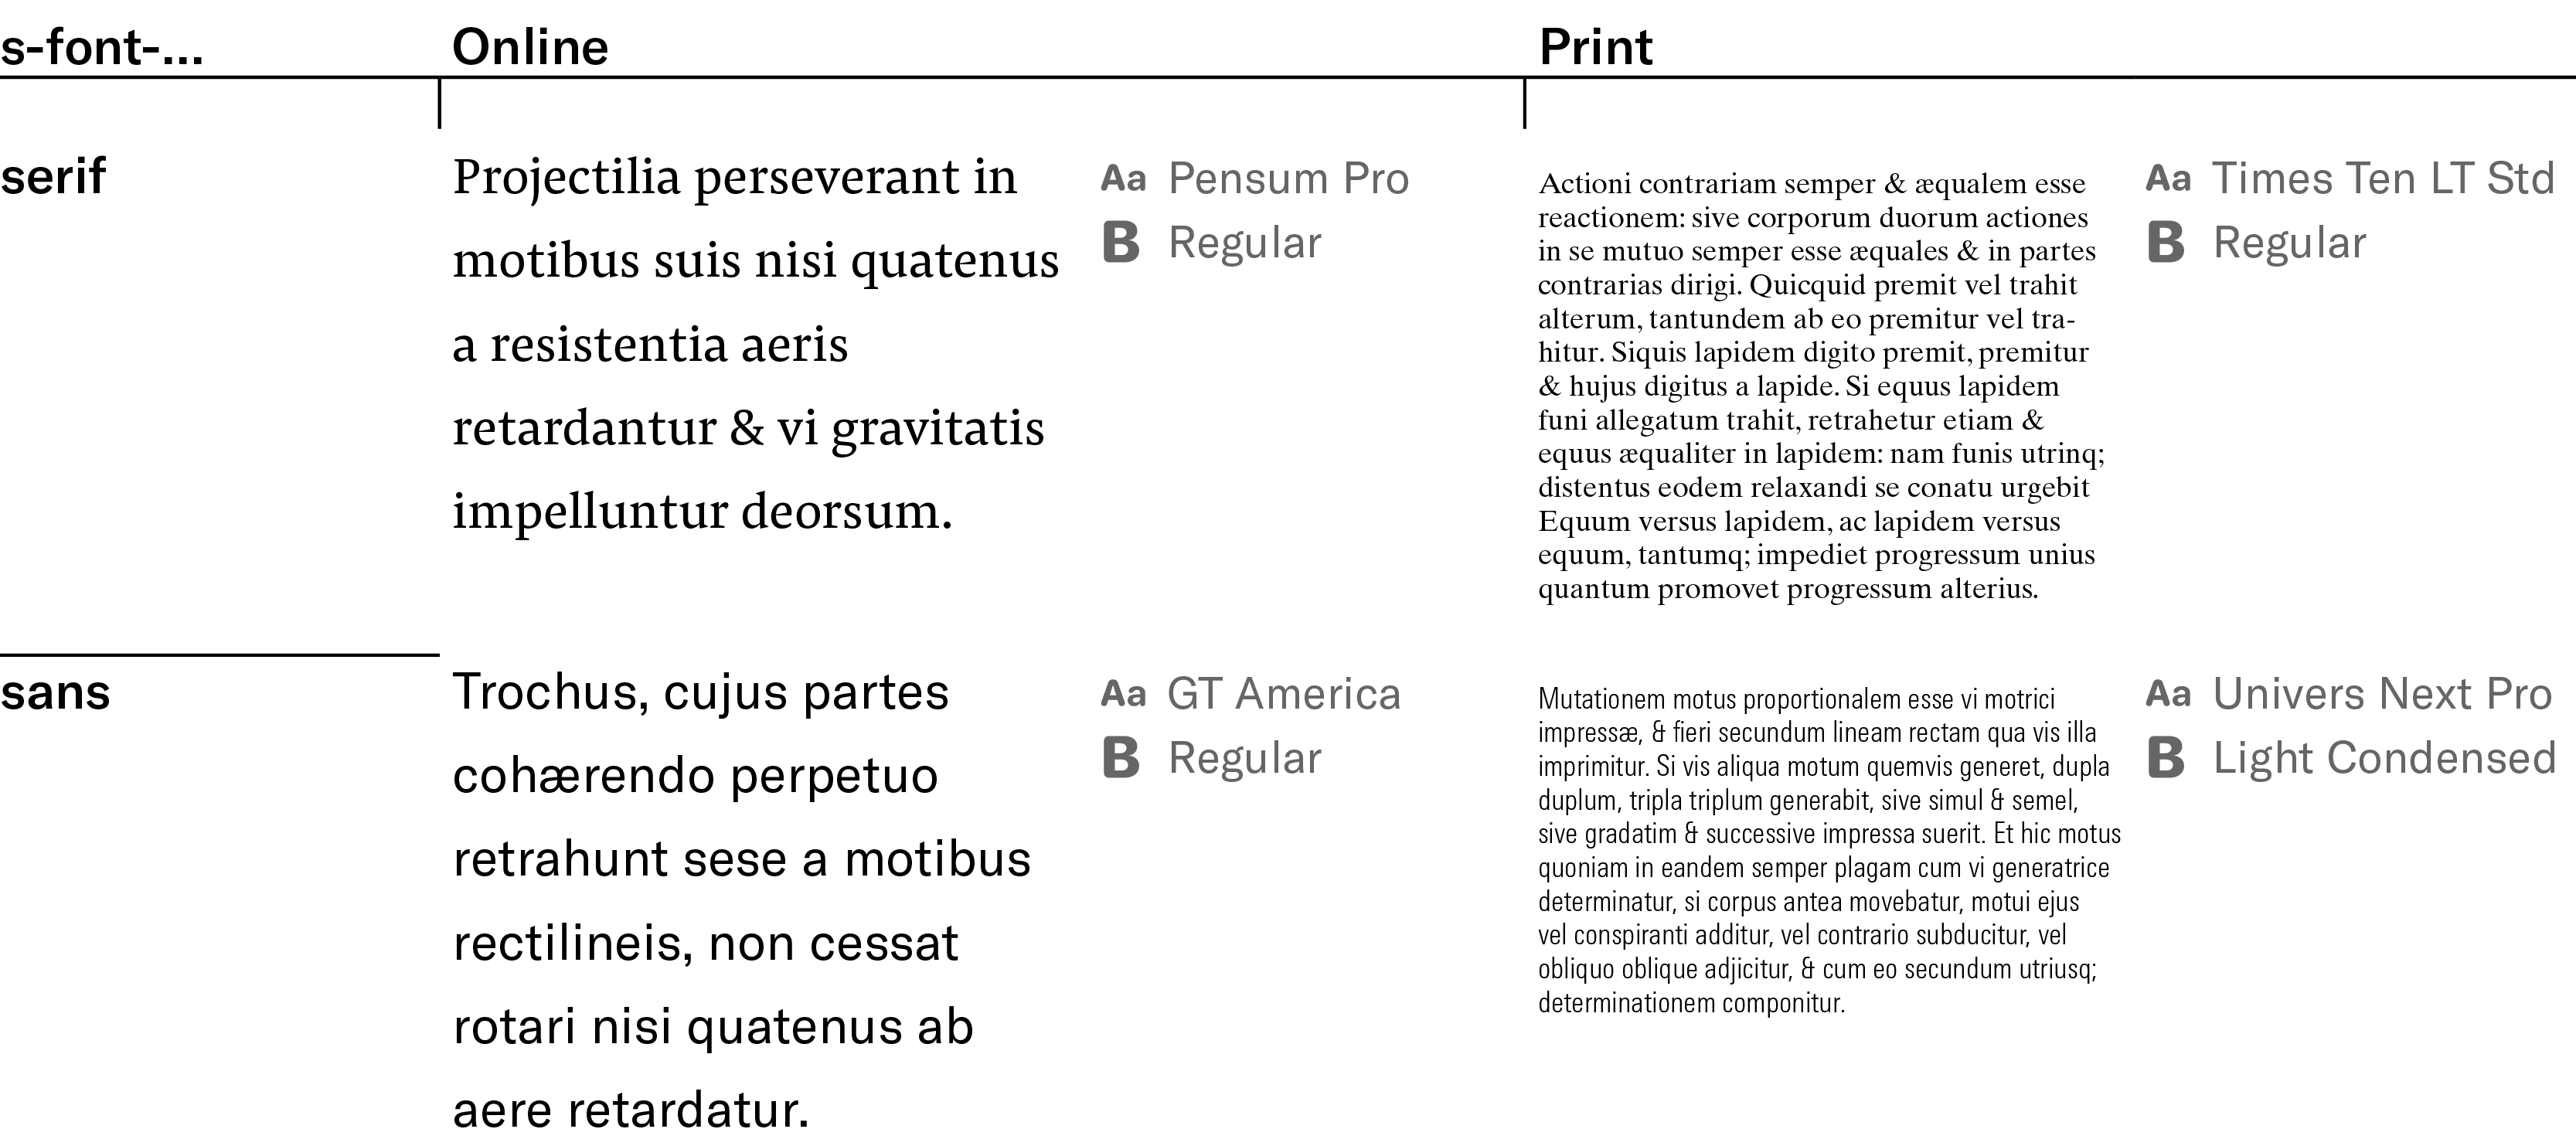 s-font-...
Online
Print
serif
Projectilia perseverant in
motibus suis nisi quatenus
a resistentia aeris
retardantur & vi gravitatis
impelluntur deorsum.
Aa Pensum Pro
B Regular
Actioni contrariam semper & æqualem esse
reactionem: sive corporum duorum actiones
in se mutuo semper esse æquales & in partes
contrarias dirigi. Quicquid premit vel trahit
alterum, tantundem ab eo premitur vel tra-
hitur. Siquis lapidem digito premit, premitur
& hujus digitus a lapide. Si equus lapidem
funi allegatum trahit, retrahetur etiam &
equus æqualiter in lapidem: nam funis utrinq;
distentus eodem relaxandi se conatu urgebit
Equum versus lapidem, ac lapidem versus
equum, tantumq; impediet progressum unius
quantum promovet progressum alterius.
Aa Times Ten LT Std
B Regular
sans
Trochus, cujus partes
cohærendo perpetuo
retrahunt sese a motibus
rectilineis, non cessat
rotari nisi quatenus ab
aere retardatur.
Aa GT America
B Regular
Mutationem motus proportionalem esse vi motrici
impressæ, & fieri secundum lineam rectam qua vis illa
imprimitur. Si vis aliqua motum quemvis generet, dupla
duplum, tripla triplum generabit, sive simul & semel,
sive gradatim & successive impressa suerit. Et hic motus
quoniam in eandem semper plagam cum vi generatrice
determinatur, si corpus antea movebatur, motui ejus
vel conspiranti additur, vel contrario subducitur, vel
obliquo oblique adjicitur, & cum eo secundum utriusq;
determinationem componitur.
Aa Univers Next Pro
B Light Condensed